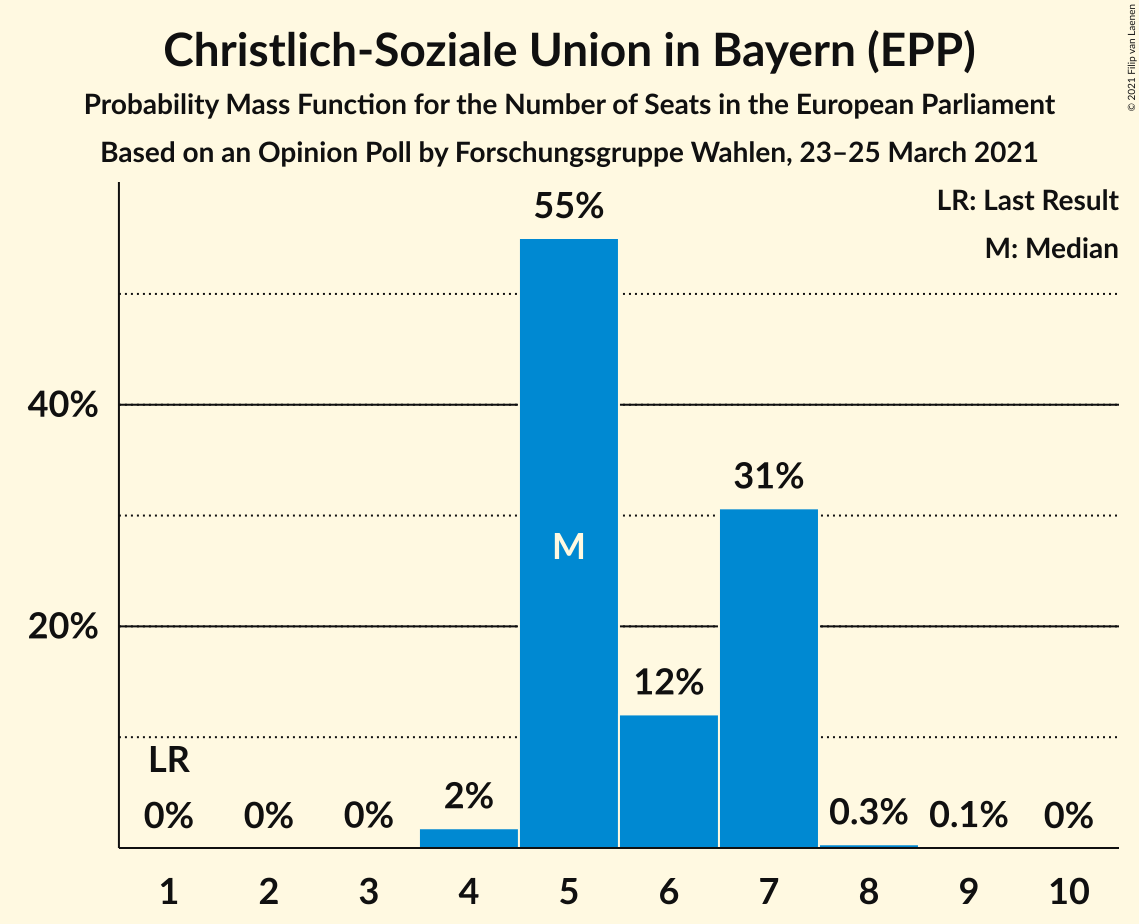 Christlich-Soziale Union in Bayern (EPP)
Probability Mass Function for the Number of Seats in the European Parliament
Based on an Opinion Poll by Forschungsgruppe Wahlen, 23–25 March 2021
© 2021 Filip van Laenen
LR: Last Result
M: Median
55%
40%
31%
M
20%
12%
LR
0% 0% 0% 2% 0.3% 0.1% 0%
1 2 3 4 5 6 7 8 9 10